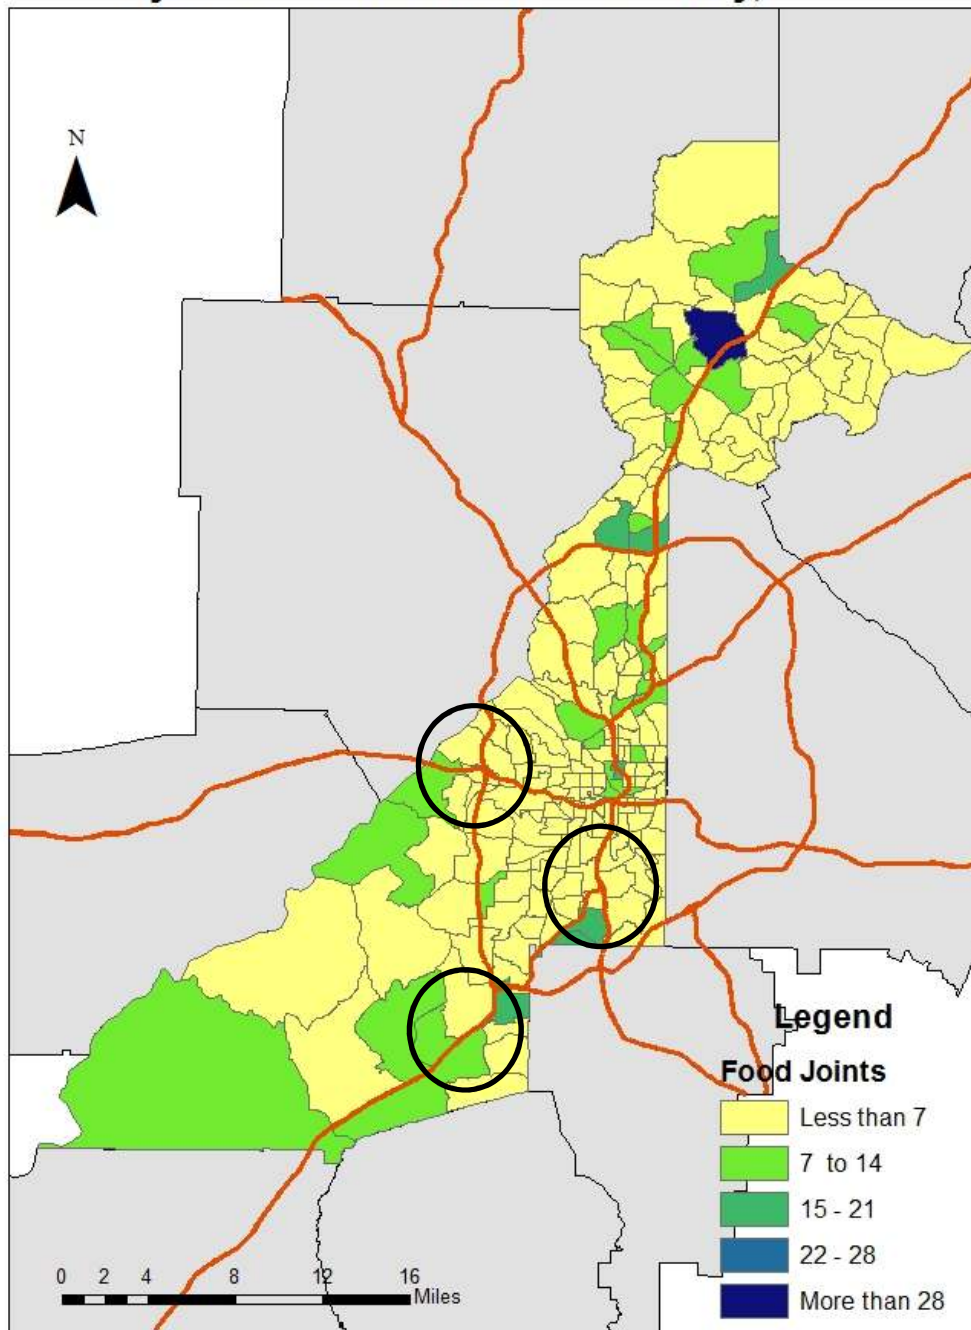 N
Legend
Food Joints
Less than 7
7 to 14
15 - 21
22 - 28
More than 28
0 2 4 8 12 16
Miles